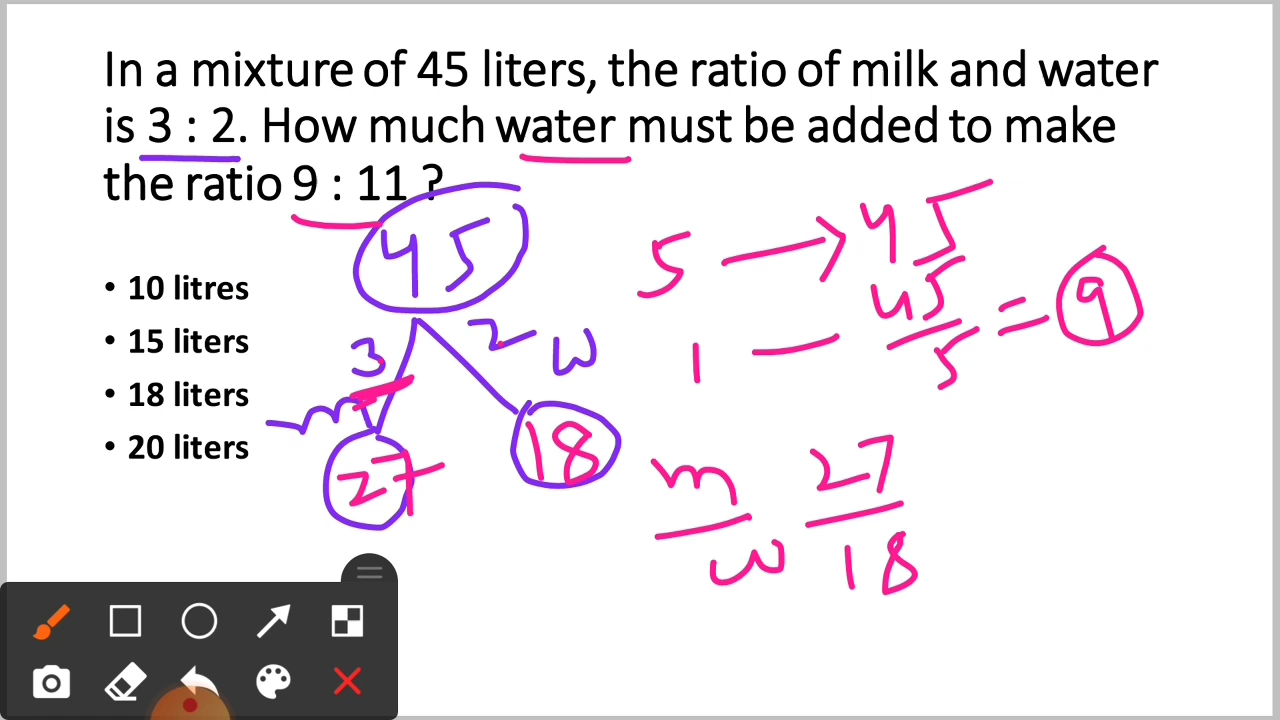 In a mixture of 45 liters, the ratio of milk and water
is 3 : 2. How much water must be added to make
the ratio 9 : 11 ?
• 10 litres
• 15 liters
• 18 liters
• 20 liters
45
3 2 W
m
27 18
5 → 45
1 — 45/5 = 9
m/w 27/18